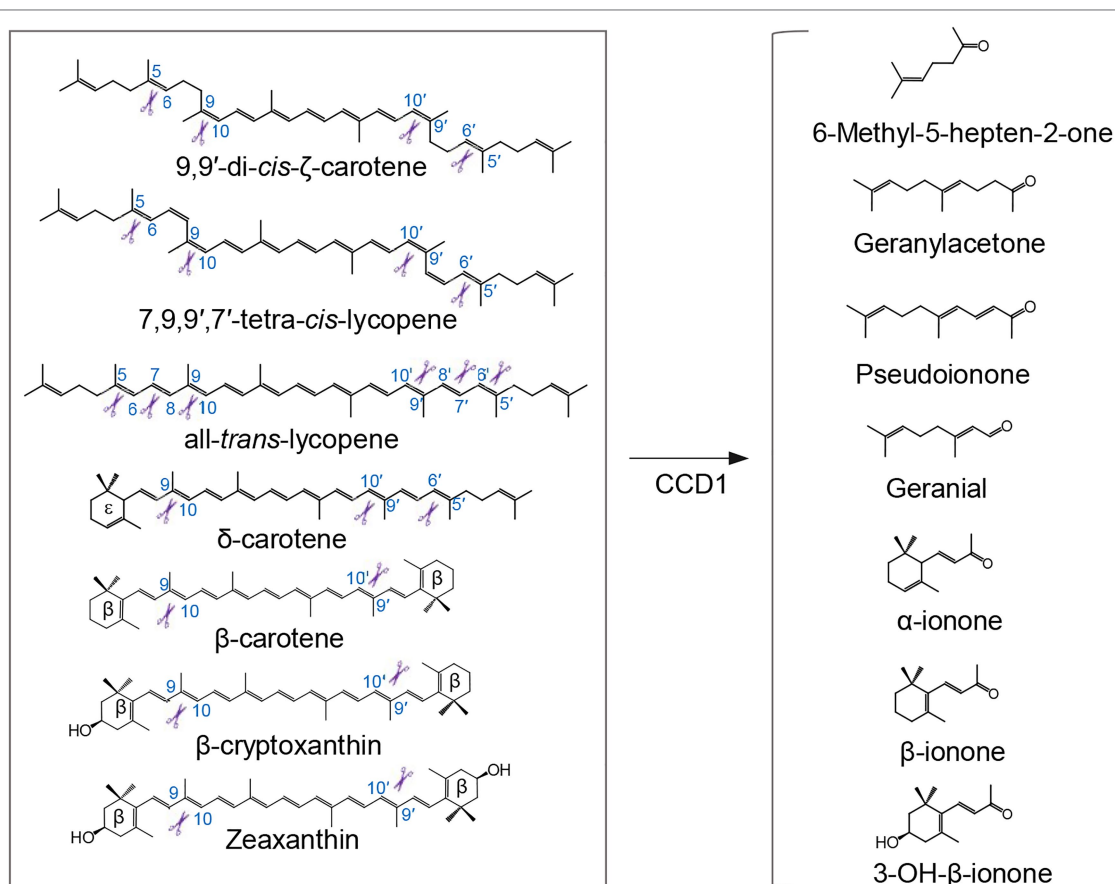 5
6
9
10
10′
9′
6′
5′
9,9′-di-cis-ζ-carotene
5
6
9
10
10′
9′
6′
5′
7,9,9′,7′-tetra-cis-lycopene
5
7
9
6
8
10
10′
8′
6′
9′
7′
5′
all-trans-lycopene
ε
9
10
10′
9′
6′
5′
δ-carotene
β
9
10
10′
9′
β
β-carotene
HO
β
9
10
10′
9′
β
β-cryptoxanthin
HO
β
9
10
10′
9′
β
OH
Zeaxanthin
CCD1
O
6-Methyl-5-hepten-2-one
O
Geranylacetone
O
Pseudoionone
O
Geranial
O
α-ionone
O
β-ionone
HO
O
3-OH-β-ionone